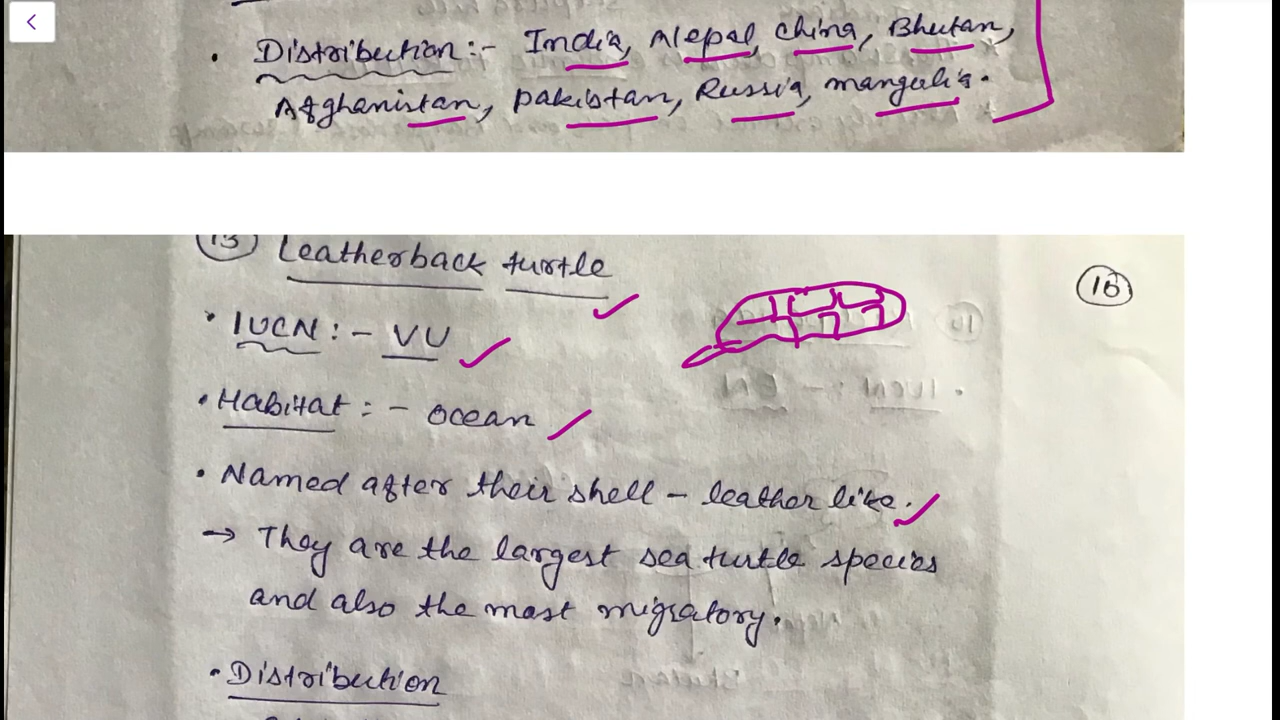 • Distribution :- India, Nepal, China, Bhutan,
Afghanistan, Pakistan, Russia, mangulia.
(13) Leatherback turtle
(16)
• IUCN :- VU
• Habitat :- ocean
• Named after their shell - leather like.
→ They are the largest sea turtle species
and also the most migratory.
• Distribution